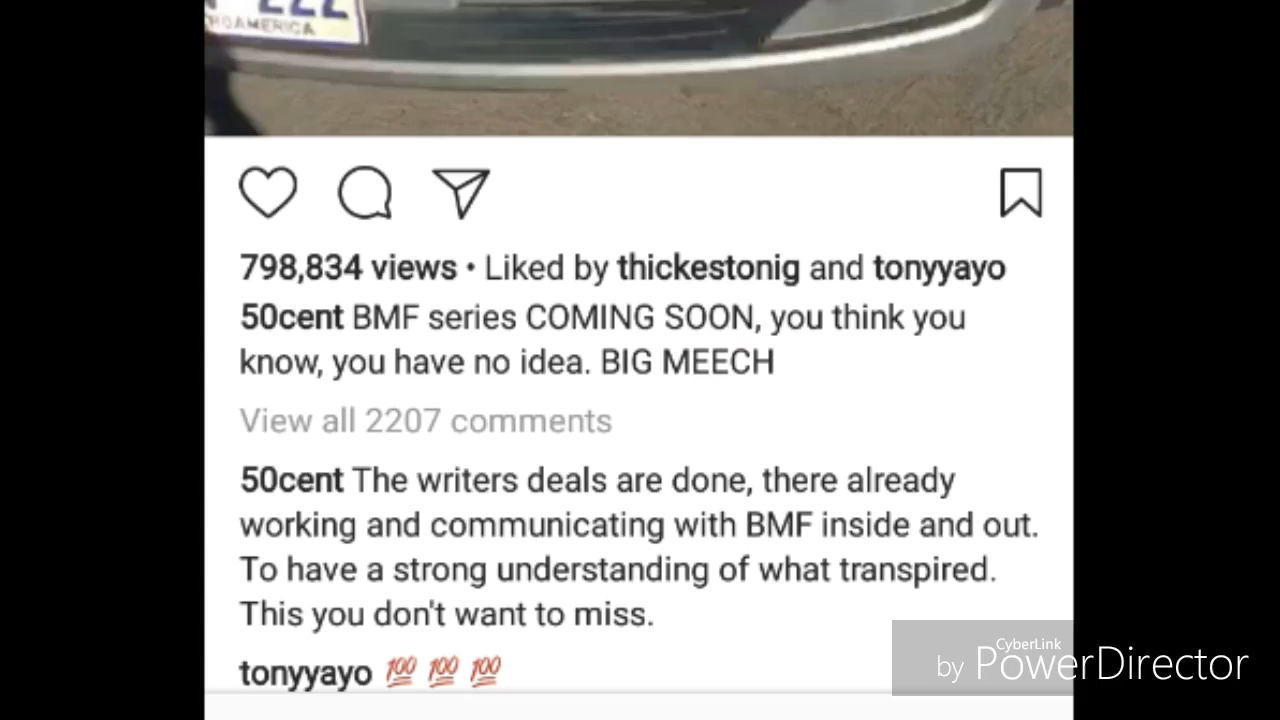 222
AMERICA
798,834 views • Liked by thickestonig and tonyyayo
50cent BMF series COMING SOON, you think you
know, you have no idea. BIG MEECH
View all 2207 comments
50cent The writers deals are done, there already
working and communicating with BMF inside and out.
To have a strong understanding of what transpired.
This you don't want to miss.
tonyyayo 💯 💯 💯
CyberLink
by PowerDirector